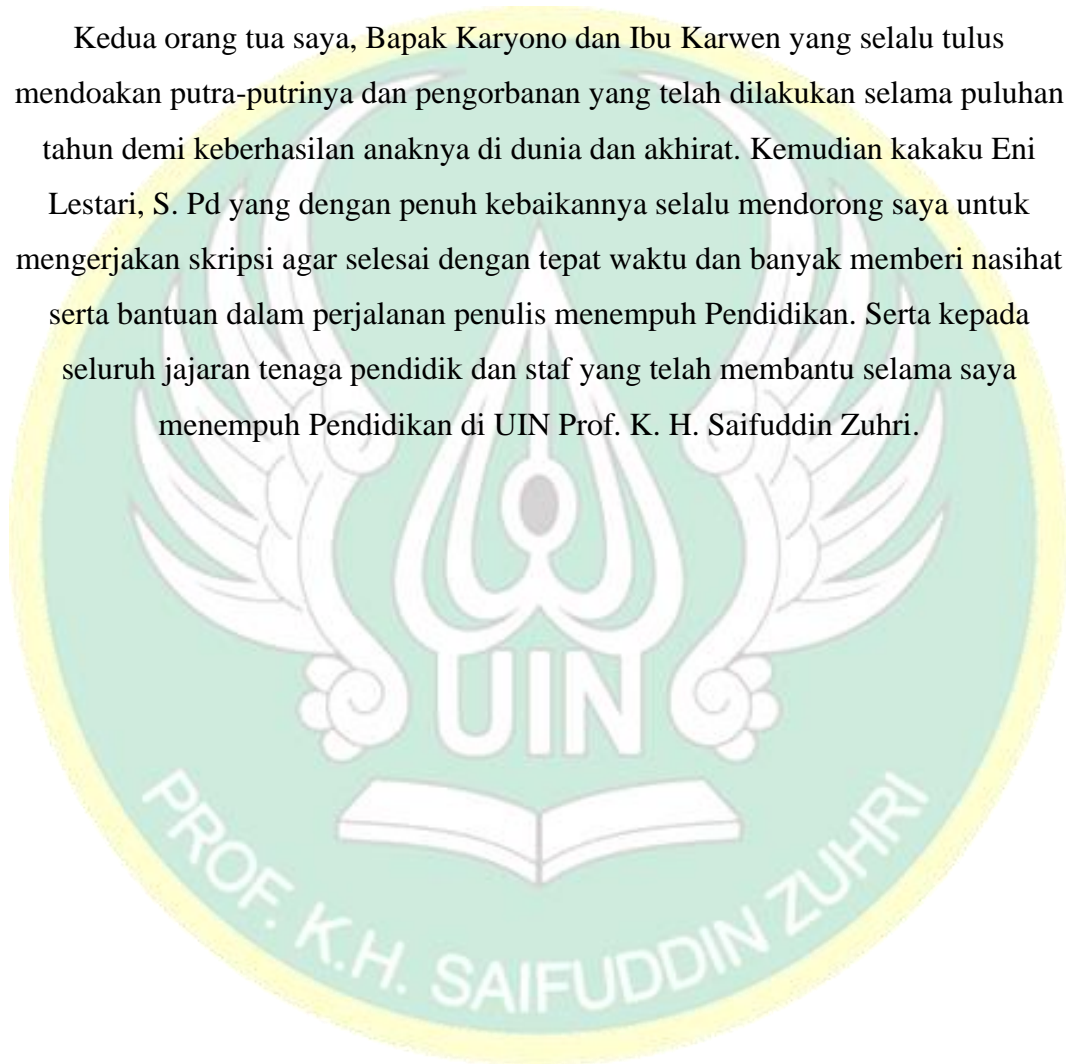 Kedua orang tua saya, Bapak Karyono dan Ibu Karwen yang selalu tulus
mendoakan putra-putrinya dan pengorbanan yang telah dilakukan selama puluhan
tahun demi keberhasilan anaknya di dunia dan akhirat. Kemudian kakaku Eni
Lestari, S. Pd yang dengan penuh kebaikannya selalu mendorong saya untuk
mengerjakan skripsi agar selesai dengan tepat waktu dan banyak memberi nasihat
serta bantuan dalam perjalanan penulis menempuh Pendidikan. Serta kepada
seluruh jajaran tenaga pendidik dan staf yang telah membantu selama saya
menempuh Pendidikan di UIN Prof. K. H. Saifuddin Zuhri.
UIN
PROF. K.H. SAIFUDDIN ZUHRI